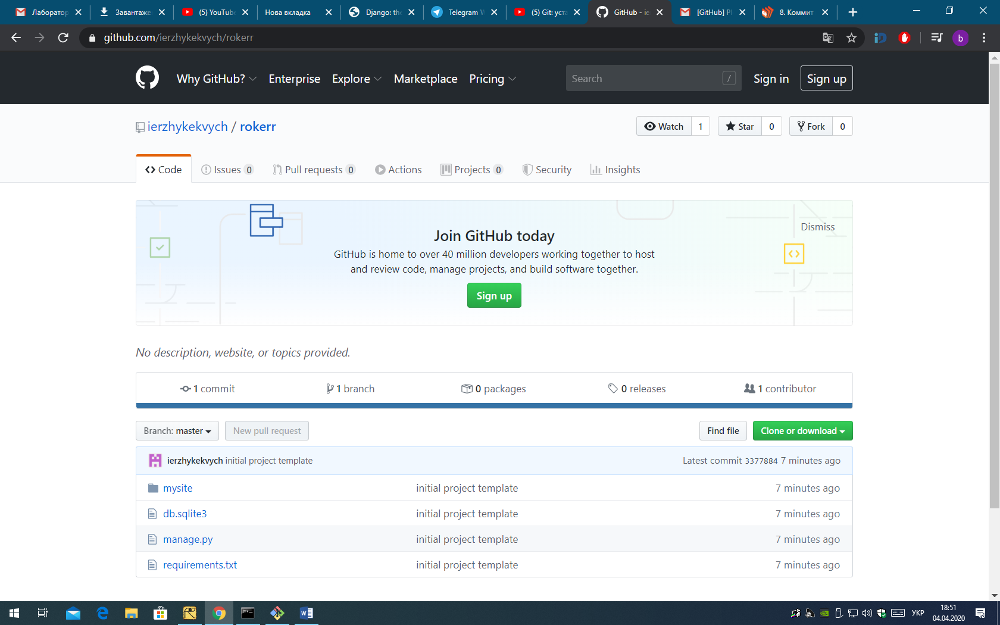 Лаборатор
Завантаже
(5) YouTube
Нова вкладка
Django: the
Telegram W
(5) Git: уста
GitHub - ie
[GitHub] Pl
8. Коммит
github.com/ierzhykekvych/rokerr
b
Why GitHub? Enterprise Explore Marketplace Pricing
Search /
Sign in Sign up
ierzhykekvych / rokerr
Watch 1 Star 0 Fork 0
Code Issues 0 Pull requests 0 Actions Projects 0 Security Insights
Dismiss
Join GitHub today
GitHub is home to over 40 million developers working together to host
and review code, manage projects, and build software together.
Sign up
No description, website, or topics provided.
1 commit 1 branch 0 packages 0 releases 1 contributor
Branch: master New pull request Find file Clone or download
ierzhykekvych initial project template Latest commit 3377884 7 minutes ago
mysite initial project template 7 minutes ago
db.sqlite3 initial project template 7 minutes ago
manage.py initial project template 7 minutes ago
requirements.txt initial project template 7 minutes ago
УКР
18:51
04.04.2020